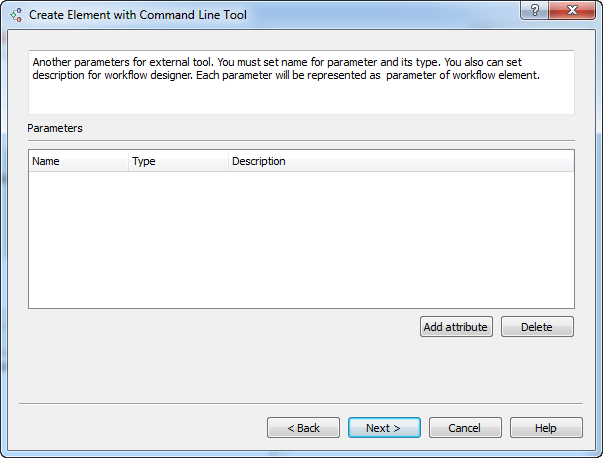 Create Element with Command Line Tool
Another parameters for external tool. You must set name for parameter and its type. You also can set
description for workflow designer. Each parameter will be represented as  parameter of workflow element.
Parameters
Name Type Description
Add attribute Delete
< Back Next > Cancel Help